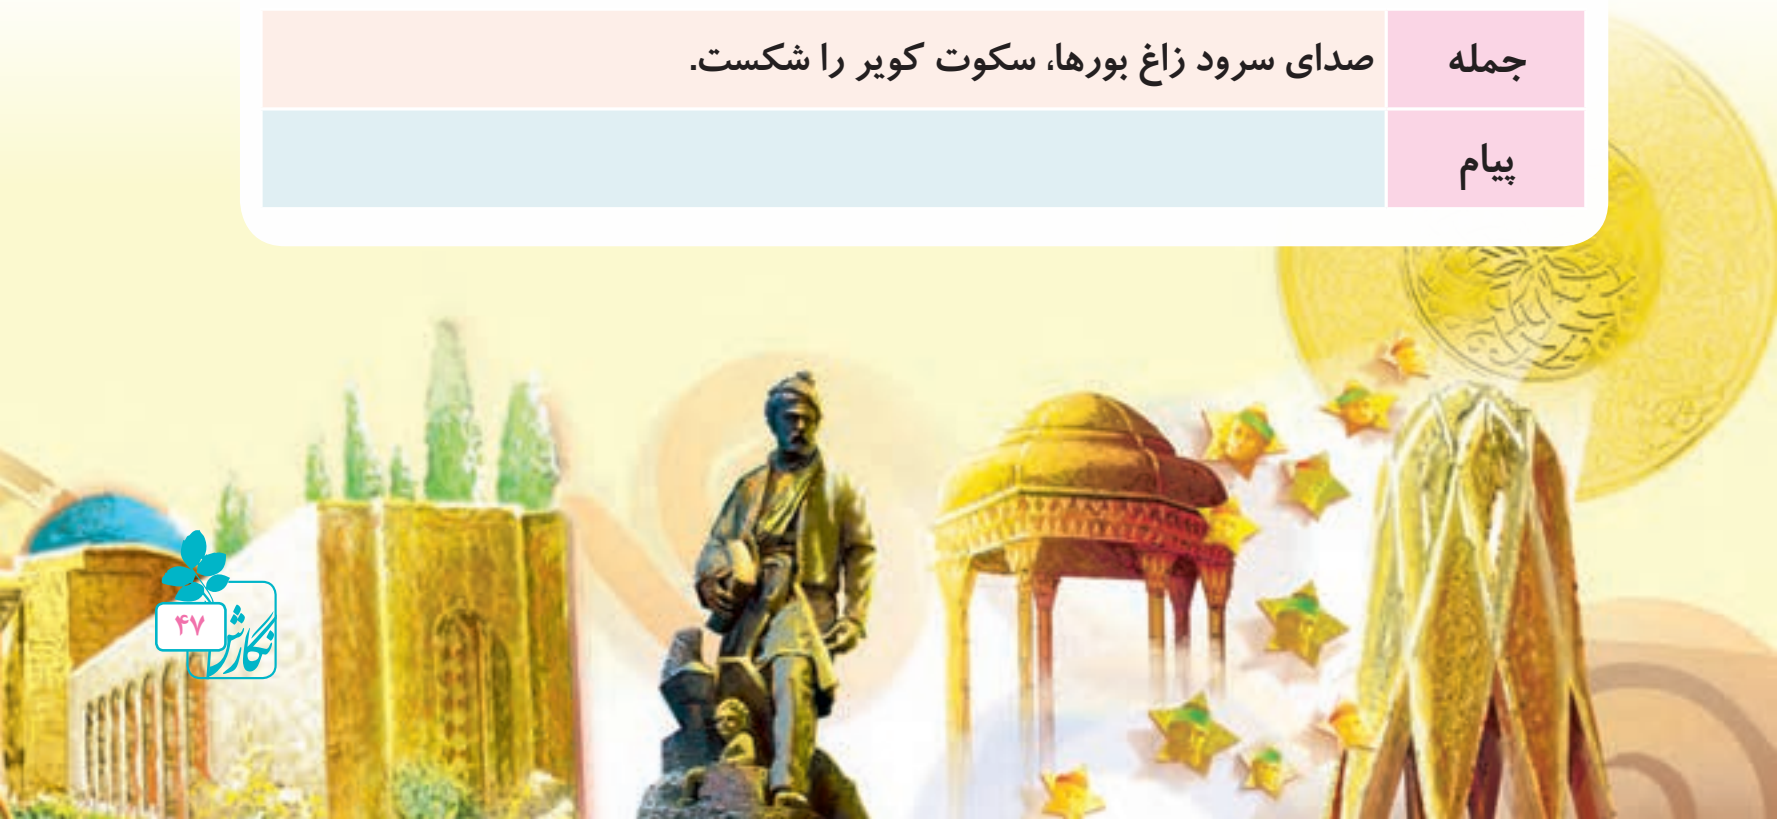 جمله
صدای سرود زاغ بورها، سکوت کویر را شکست.
پیام
۴۷
نگارش